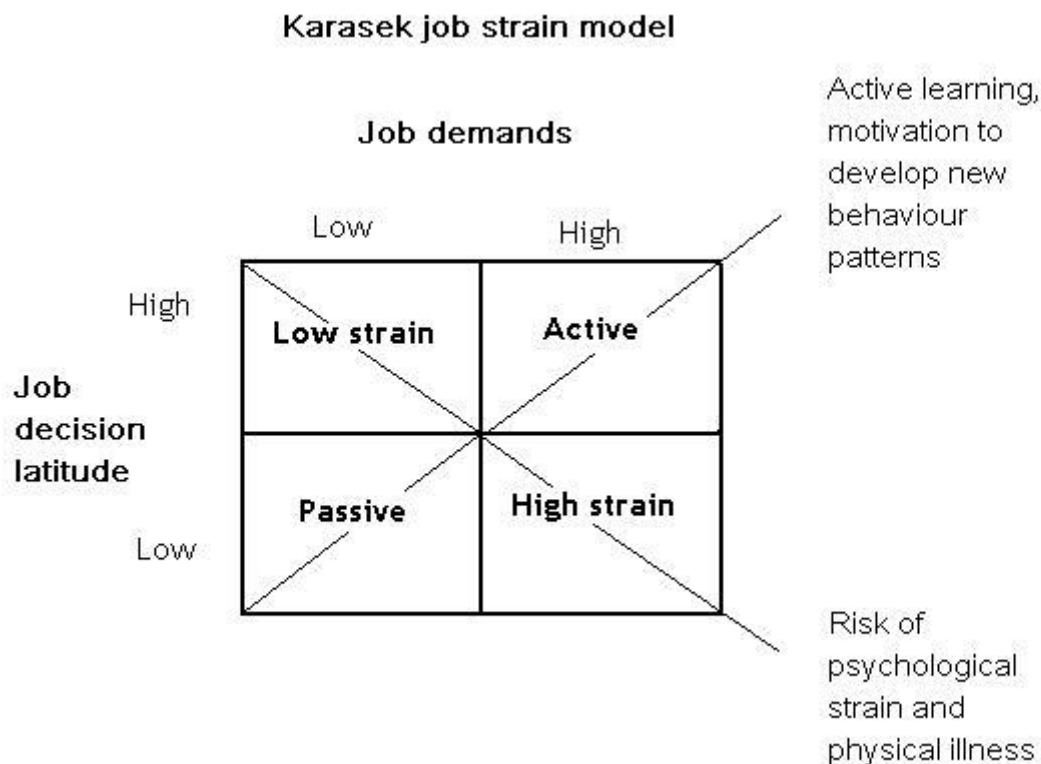 Karasek job strain model
Job demands
Active learning,
motivation to
develop new
behaviour
patterns
Low
High
High
Low strain
Active
Job
decision
latitude
Passive
High strain
Low
Risk of
psychological
strain and
physical illness